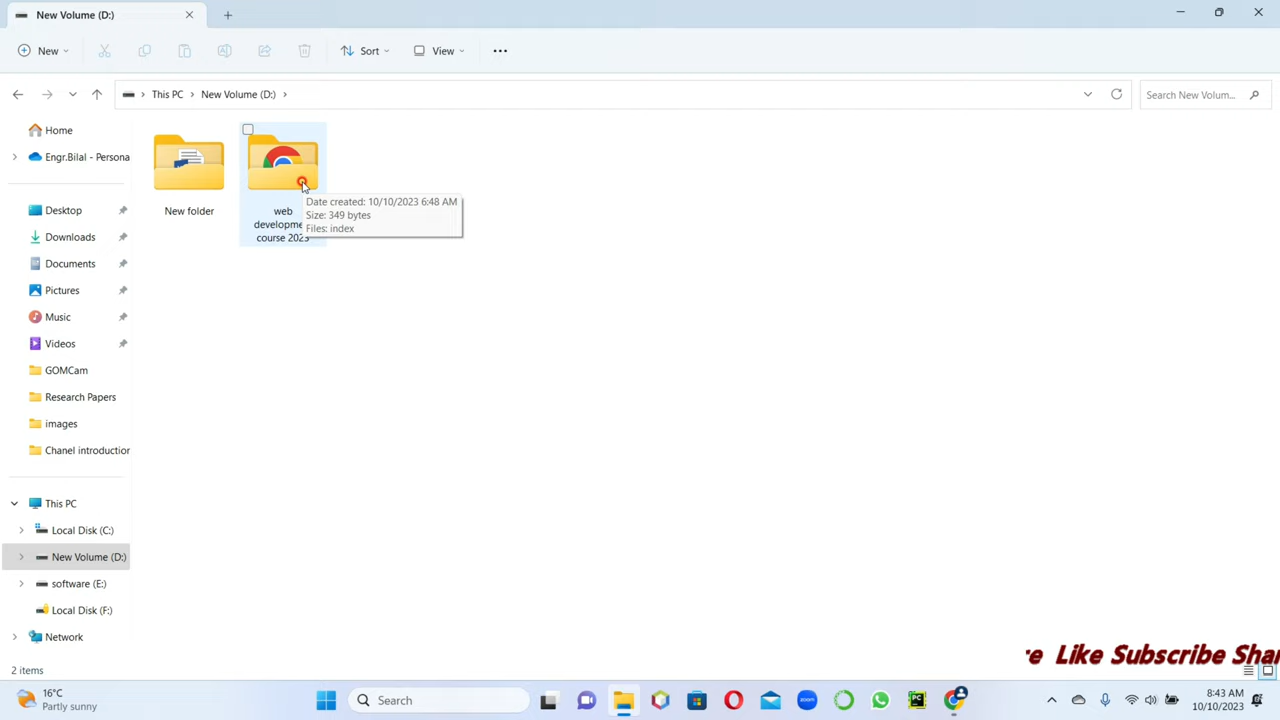 New Volume (D:)
New
Sort
View
This PC
New Volume (D:)
Search New Volum...
Home
Engr.Bilal - Persona
Desktop
Downloads
Documents
Pictures
Music
Videos
GOMCam
Research Papers
images
Chanel introduction
This PC
Local Disk (C:)
New Volume (D:)
software (E:)
Local Disk (F:)
Network
New folder
web
developme
course 2023
Date created: 10/10/2023 6:48 AM
Size: 349 bytes
Files: index
2 items
e Like Subscribe Shar
16°C
Partly sunny
Search
zoom
PC
8:43 AM
10/10/2023